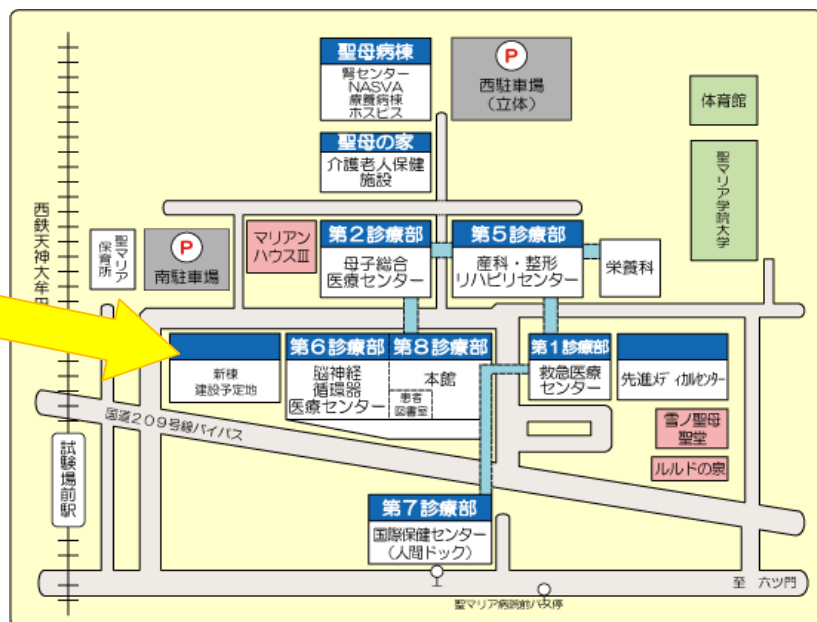 聖母病棟
腎センター
NASVA
療養病棟
ホスピス
P
西駐車場
(立体)
体育館
聖母の家
介護老人保健
施設
聖マリア学院大学
西鉄天神大牟田
聖マリア
保育所
P
南駐車場
マリアン
ハウスⅢ
第2診療部
母子総合
医療センター
第5診療部
産科・整形
リハビリセンター
栄養科
新棟
建設予定地
第6診療部
脳神経
循環器
医療センター
第8診療部
本館
患者
図書室
第1診療部
救急医療
センター
先進メディカルセンター
国道209号線バイパス
雪ノ聖母
聖堂
ルルドの泉
試験場前駅
第7診療部
国際保健センター
(人間ドック)
至 六ツ門
聖マリア病院前バス停